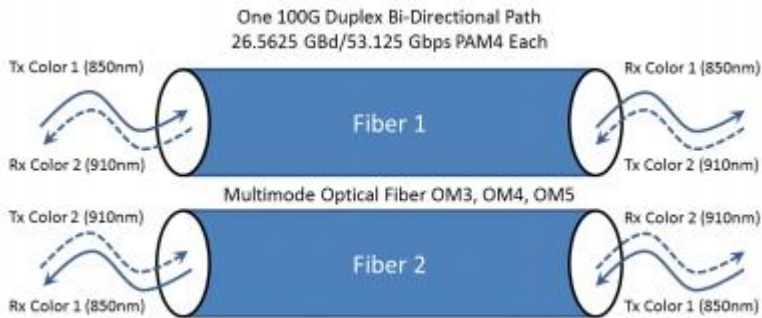 One 100G Duplex Bi-Directional Path
26.5625 GBd/53.125 Gbps PAM4 Each
Tx Color 1 (850nm)
Rx Color 1 (850nm)
Fiber 1
Rx Color 2 (910nm)
Tx Color 2 (910nm)
Multimode Optical Fiber OM3, OM4, OM5
Tx Color 2 (910nm)
Rx Color 2 (910nm)
Fiber 2
Rx Color 1 (850nm)
Tx Color 1 (850nm)